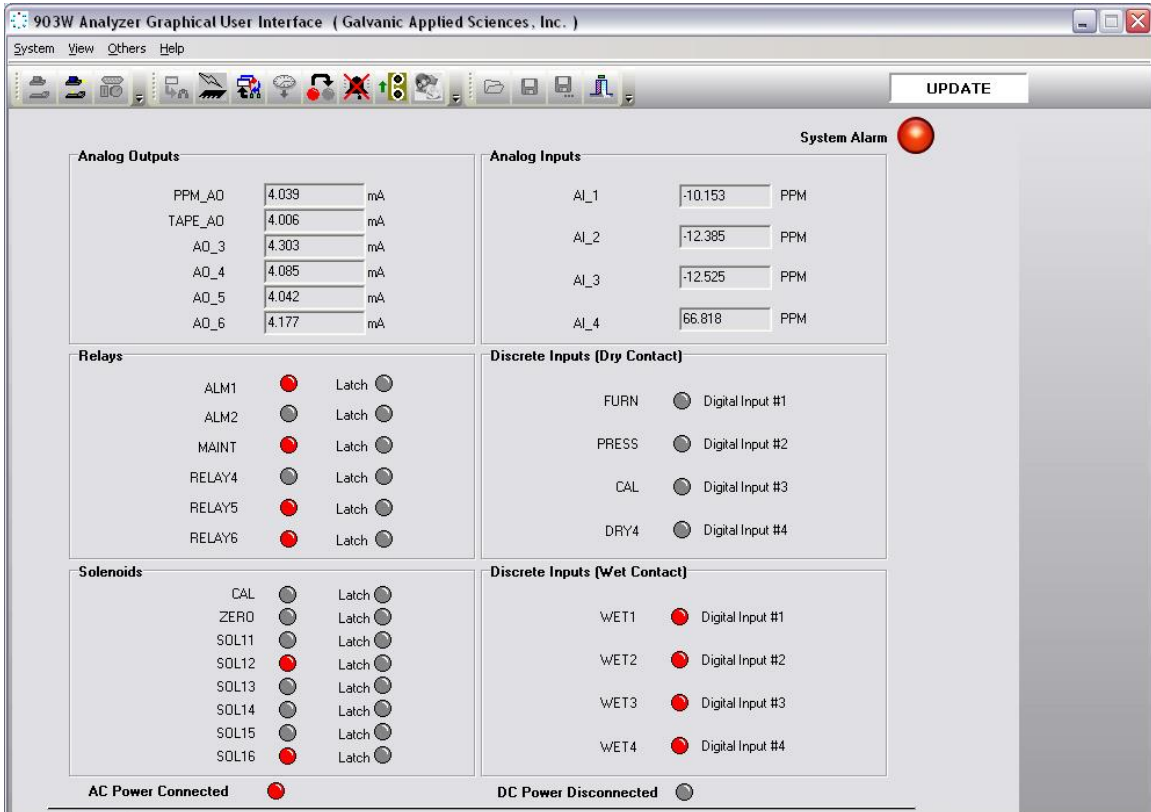 903W Analyzer Graphical User Interface ( Galvanic Applied Sciences, Inc. )
System View Others Help
UPDATE
System Alarm
Analog Outputs
PPM_AO 4.039 mA
TAPE_AO 4.006 mA
AO_3 4.303 mA
AO_4 4.085 mA
AO_5 4.042 mA
AO_6 4.177 mA
Analog Inputs
AI_1 -10.153 PPM
AI_2 -12.385 PPM
AI_3 -12.525 PPM
AI_4 66.818 PPM
Relays
ALM1 Latch
ALM2 Latch
MAINT Latch
RELAY4 Latch
RELAY5 Latch
RELAY6 Latch
Discrete Inputs (Dry Contact)
FURN Digital Input #1
PRESS Digital Input #2
CAL Digital Input #3
DRY4 Digital Input #4
Solenoids
CAL Latch
ZERO Latch
SOL11 Latch
SOL12 Latch
SOL13 Latch
SOL14 Latch
SOL15 Latch
SOL16 Latch
Discrete Inputs (Wet Contact)
WET1 Digital Input #1
WET2 Digital Input #2
WET3 Digital Input #3
WET4 Digital Input #4
AC Power Connected
DC Power Disconnected